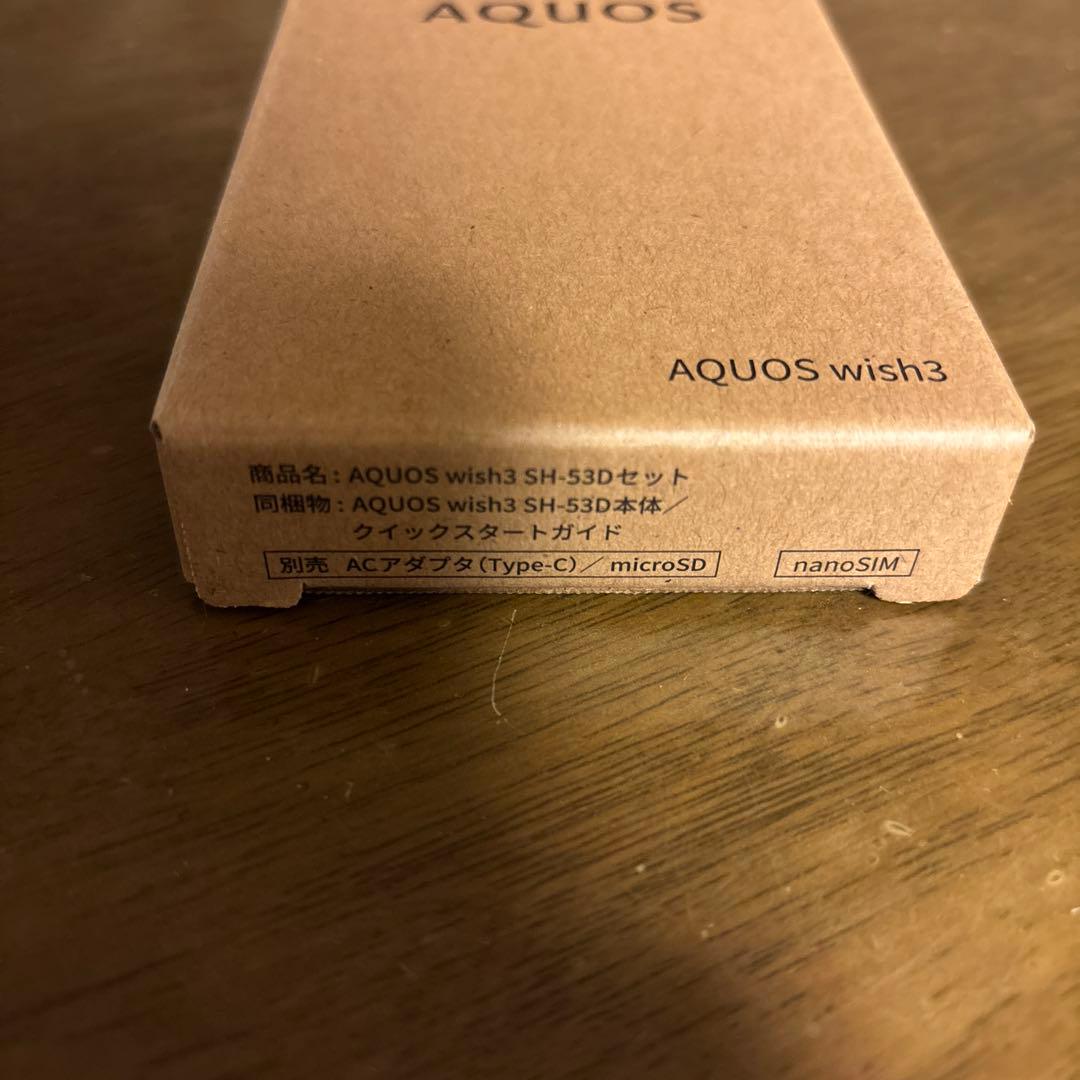 AQUOS
AQUOS wish3
商品名：AQUOS wish3 SH-53Dセット
同梱物：AQUOS wish3 SH-53D本体／
クイックスタートガイド
別売 ACアダプタ（Type-C）／microSD
nanoSIM